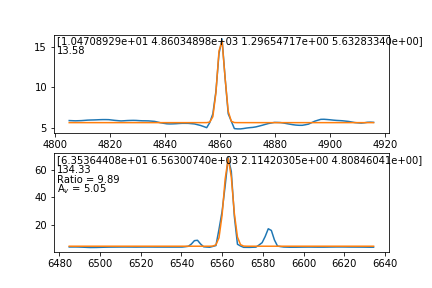 [1.04708929e+01 4.86034898e+03 1.29654717e+00 5.63283340e+00]
13.58
15
10
5
4800 4820 4840 4860 4880 4900 4920
[6.35364408e+01 6.56300740e+03 2.11420305e+00 4.80846041e+00]
134.33
Ratio = 9.89
Av = 5.05
60
40
20
6480 6500 6520 6540 6560 6580 6600 6620 6640